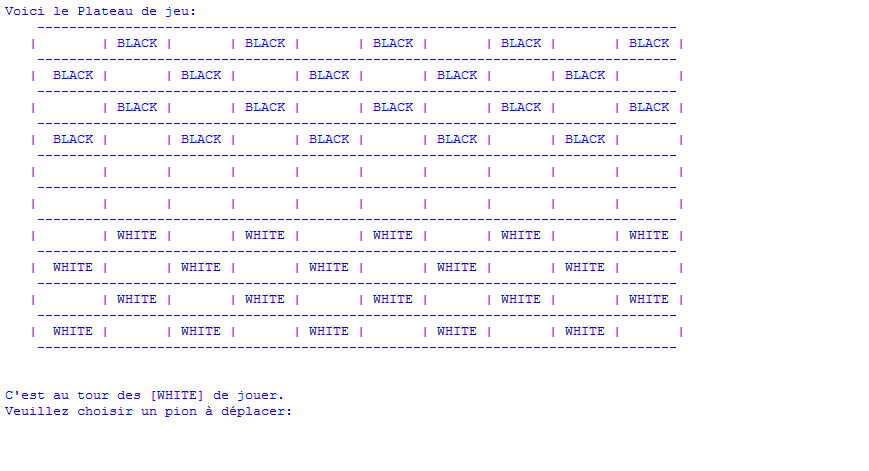 Voici le Plateau de jeu:
--------------------------------------------------------------------------------
|        | BLACK |       | BLACK |       | BLACK |       | BLACK |       | BLACK |
--------------------------------------------------------------------------------
|  BLACK |       | BLACK |       | BLACK |       | BLACK |       | BLACK |       |
--------------------------------------------------------------------------------
|        | BLACK |       | BLACK |       | BLACK |       | BLACK |       | BLACK |
--------------------------------------------------------------------------------
|  BLACK |       | BLACK |       | BLACK |       | BLACK |       | BLACK |       |
--------------------------------------------------------------------------------
|        |       |       |       |       |       |       |       |       |       |
--------------------------------------------------------------------------------
|        |       |       |       |       |       |       |       |       |       |
--------------------------------------------------------------------------------
|        | WHITE |       | WHITE |       | WHITE |       | WHITE |       | WHITE |
--------------------------------------------------------------------------------
|  WHITE |       | WHITE |       | WHITE |       | WHITE |       | WHITE |       |
--------------------------------------------------------------------------------
|        | WHITE |       | WHITE |       | WHITE |       | WHITE |       | WHITE |
--------------------------------------------------------------------------------
|  WHITE |       | WHITE |       | WHITE |       | WHITE |       | WHITE |       |
--------------------------------------------------------------------------------
C'est au tour des [WHITE] de jouer.
Veuillez choisir un pion à déplacer: